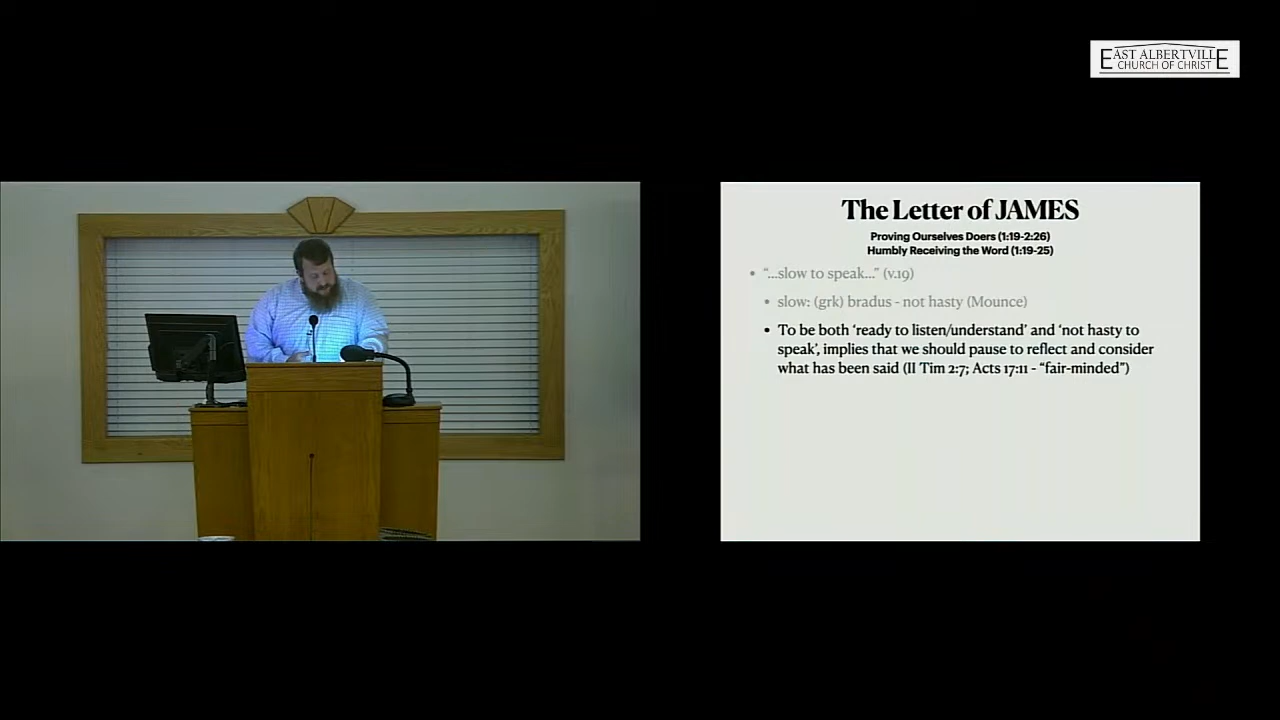 EAST ALBERTVILLE
CHURCH OF CHRIST
The Letter of JAMES
Proving Ourselves Doers (1:19-2:26)
Humbly Receiving the Word (1:19-25)
• “...slow to speak...” (v.19)
• slow: (grk) bradus - not hasty (Mounce)
• To be both ‘ready to listen/understand’ and ‘not hasty to
speak’, implies that we should pause to reflect and consider
what has been said (II Tim 2:7; Acts 17:11 - “fair-minded”)